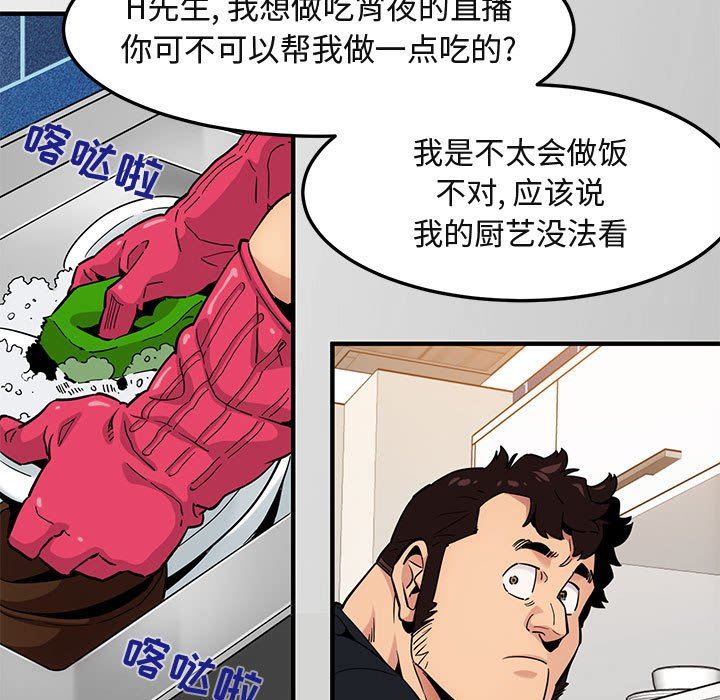 H先生, 我想做吃宵夜的直播
你可不可以帮我做一点吃的?
喀哒啦
我是不太会做饭
不对, 应该说
我的厨艺没法看
喀哒啦